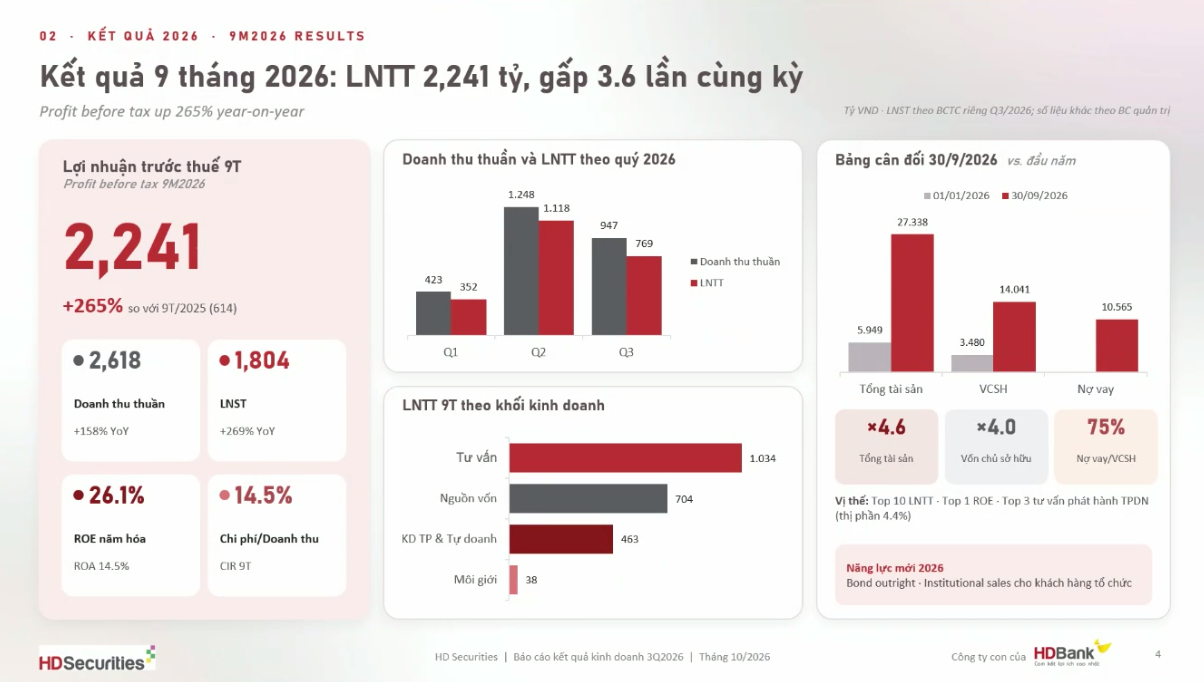 02 · KẾT QUẢ 2026 · 9M2026 RESULTS
Kết quả 9 tháng 2026: LNTT 2,241 tỷ, gấp 3.6 lần cùng kỳ
Profit before tax up 265% year-on-year
Tỷ VND · LNST theo BCTC riêng Q3/2026; số liệu khác theo BC quản trị
Lợi nhuận trước thuế 9T
Profit before tax 9M2026
2,241
+265% so với 9T/2025 (614)
2,618
Doanh thu thuần
+158% YoY
1,804
LNST
+269% YoY
26.1%
ROE năm hóa
ROA 14.5%
14.5%
Chi phí/Doanh thu
CIR 9T
Doanh thu thuần và LNTT theo quý 2026
1.248
1.118
947
769
423
352
Doanh thu thuần
LNTT
Q1
Q2
Q3
LNTT 9T theo khối kinh doanh
Tư vấn
1.034
Nguồn vốn
704
KD TP & Tự doanh
463
Môi giới
38
Bảng cân đối 30/9/2026 vs. đầu năm
01/01/2026
30/09/2026
27.338
14.041
10.565
5.949
3.480
Tổng tài sản
VCSH
Nợ vay
×4.6
Tổng tài sản
×4.0
Vốn chủ sở hữu
75%
Nợ vay/VCSH
Vị thế: Top 10 LNTT · Top 1 ROE · Top 3 tư vấn phát hành TPDN
(thị phần 4.4%)
Năng lực mới 2026
Bond outright · Institutional sales cho khách hàng tổ chức
HDSecurities
HD Securities | Báo cáo kết quả kinh doanh 3Q2026 | Tháng 10/2026
Công ty con của
HDBank
Cam kết lợi ích cao nhất
4